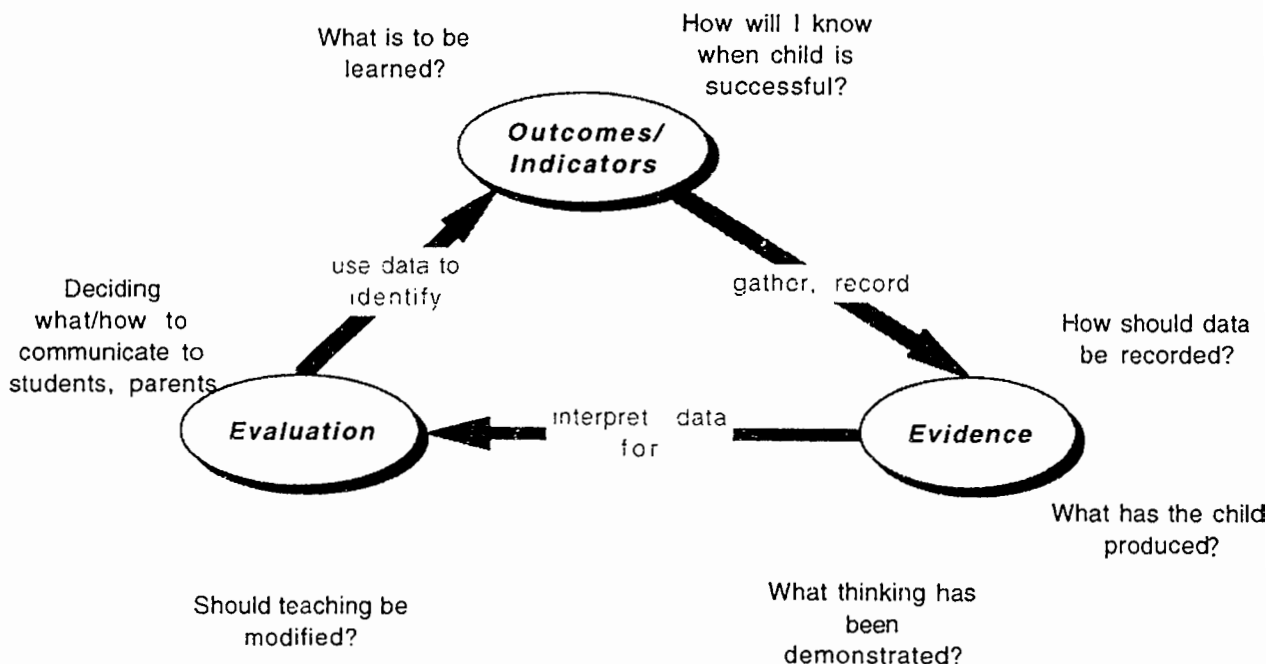 What is to be
learned?
How will I know
when child is
successful?
Outcomes/
Indicators
use data to
identify
gather, record
Deciding
what/how to
communicate to
students, parents
How should data
be recorded?
Evaluation
interpret data
for
Evidence
What has the child
produced?
Should teaching be
modified?
What thinking has
been
demonstrated?